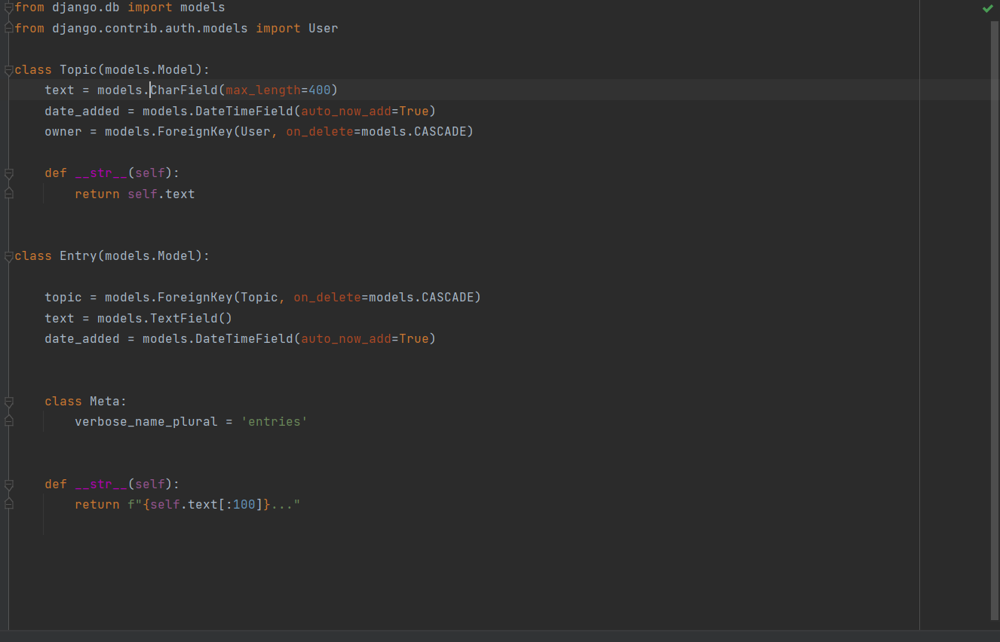 from django.db import models
from django.contrib.auth.models import User
class Topic(models.Model):
    text = models.CharField(max_length=400)
    date_added = models.DateTimeField(auto_now_add=True)
    owner = models.ForeignKey(User, on_delete=models.CASCADE)
    def __str__(self):
        return self.text
class Entry(models.Model):
    topic = models.ForeignKey(Topic, on_delete=models.CASCADE)
    text = models.TextField()
    date_added = models.DateTimeField(auto_now_add=True)
    class Meta:
        verbose_name_plural = 'entries'
    def __str__(self):
        return f"{self.text[:100]}..."